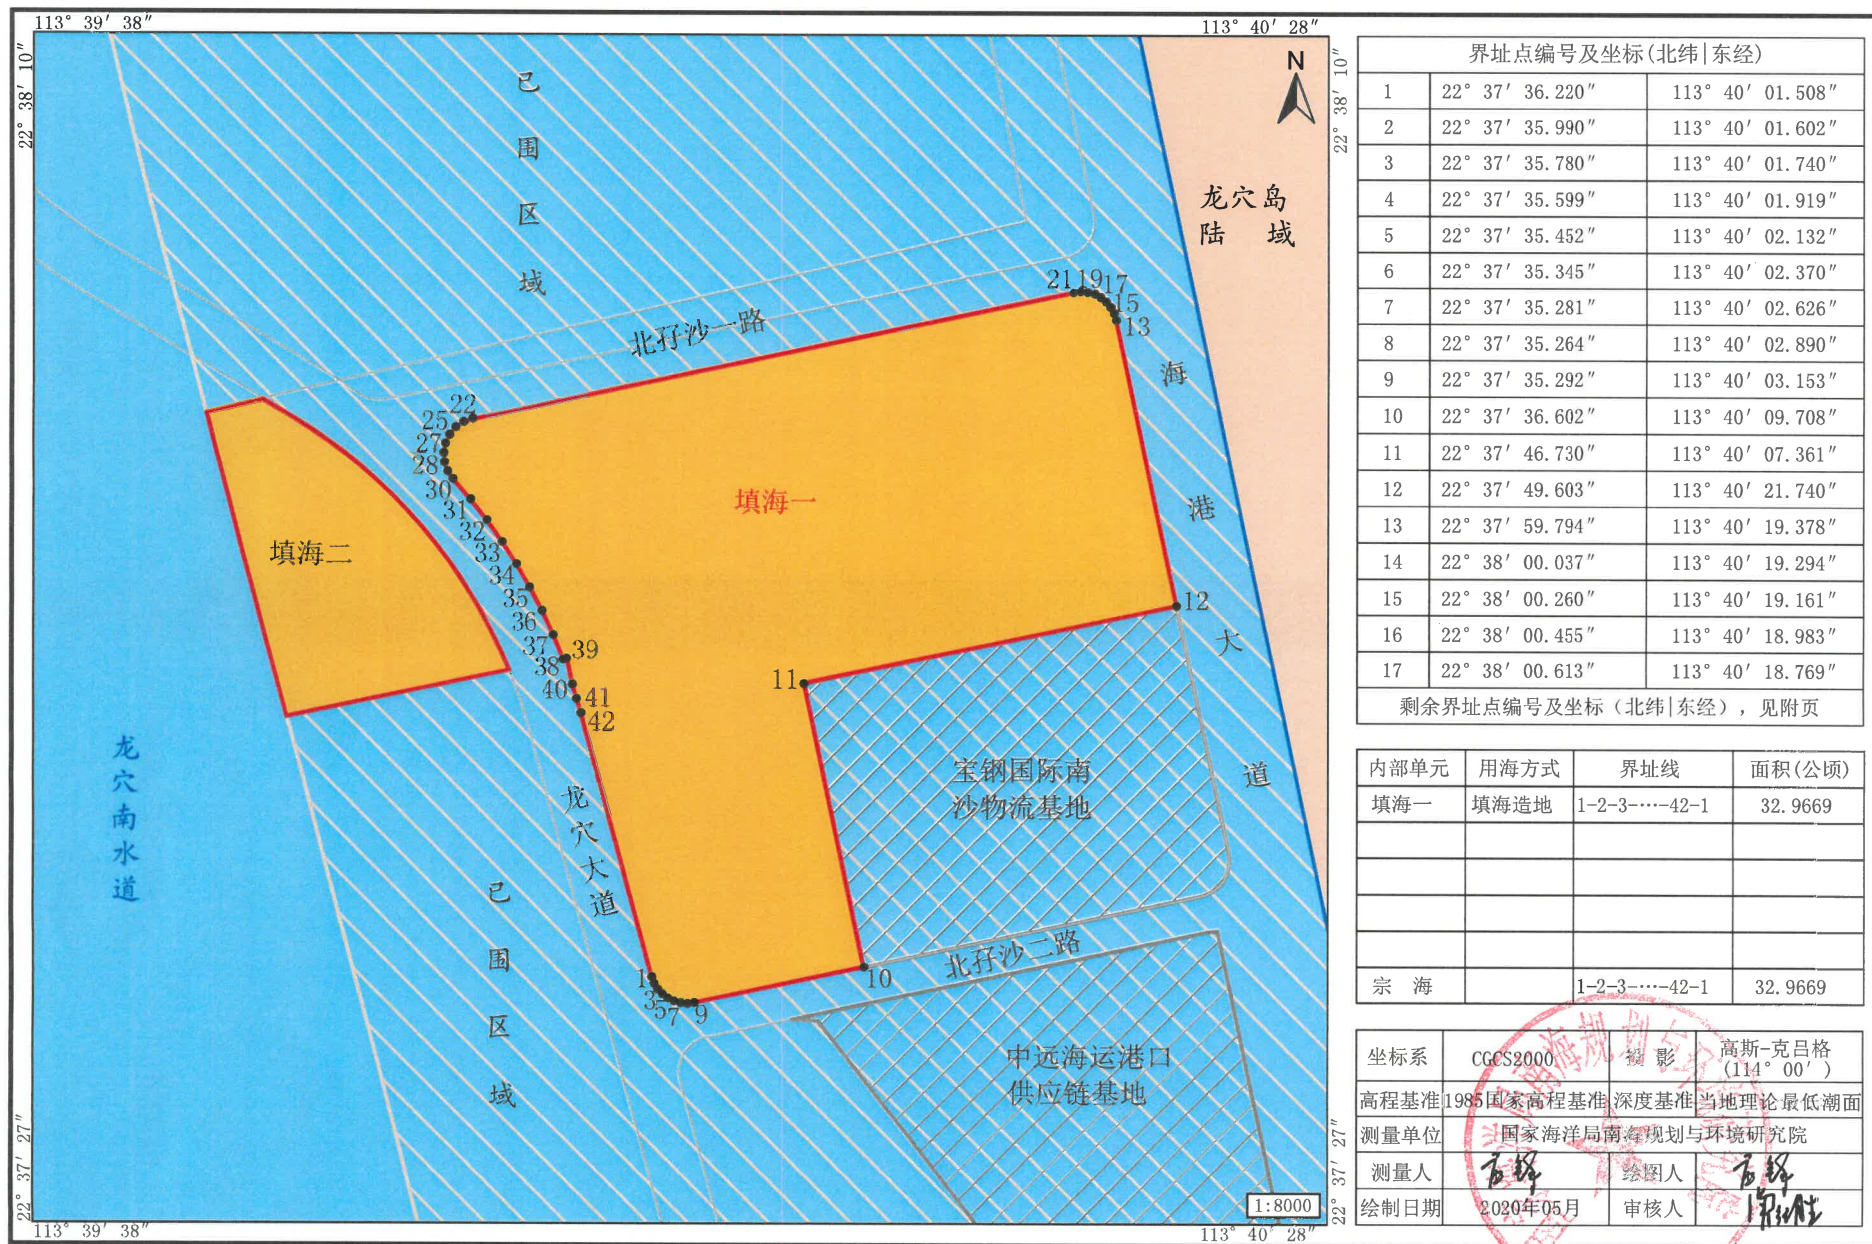 113° 39′ 38″
113° 40′ 28″
22° 38′ 10″
22° 38′ 10″
N
已围区域
龙穴岛
陆 域
北孖沙一路
21 19 17
15
13
海港大道
22
25
27
28
30
31
32
33
34
35
36
37
38
39
40
41
42
填海一
填海二
12
11
龙穴南水道
宝钢国际南
沙物流基地
龙穴大道
已围区域
北孖沙二路
1
3
5
7
9
10
中远海运港口
供应链基地
1:8000
22° 37′ 27″
22° 37′ 27″
113° 39′ 38″
113° 40′ 28″
界址点编号及坐标(北纬|东经)
1 22° 37′ 36.220″ 113° 40′ 01.508″
2 22° 37′ 35.990″ 113° 40′ 01.602″
3 22° 37′ 35.780″ 113° 40′ 01.740″
4 22° 37′ 35.599″ 113° 40′ 01.919″
5 22° 37′ 35.452″ 113° 40′ 02.132″
6 22° 37′ 35.345″ 113° 40′ 02.370″
7 22° 37′ 35.281″ 113° 40′ 02.626″
8 22° 37′ 35.264″ 113° 40′ 02.890″
9 22° 37′ 35.292″ 113° 40′ 03.153″
10 22° 37′ 36.602″ 113° 40′ 09.708″
11 22° 37′ 46.730″ 113° 40′ 07.361″
12 22° 37′ 49.603″ 113° 40′ 21.740″
13 22° 37′ 59.794″ 113° 40′ 19.378″
14 22° 38′ 00.037″ 113° 40′ 19.294″
15 22° 38′ 00.260″ 113° 40′ 19.161″
16 22° 38′ 00.455″ 113° 40′ 18.983″
17 22° 38′ 00.613″ 113° 40′ 18.769″
剩余界址点编号及坐标（北纬|东经），见附页
内部单元 用海方式 界址线 面积(公顷)
填海一 填海造地 1-2-3-…-42-1 32.9669
宗 海 1-2-3-…-42-1 32.9669
坐标系 CGCS2000 投 影 高斯-克吕格
(114° 00′ )
高程基准 1985国家高程基准 深度基准 当地理论最低潮面
测量单位 国家海洋局南海规划与环境研究院
测量人 绘图人
绘制日期 2020年05月 审核人